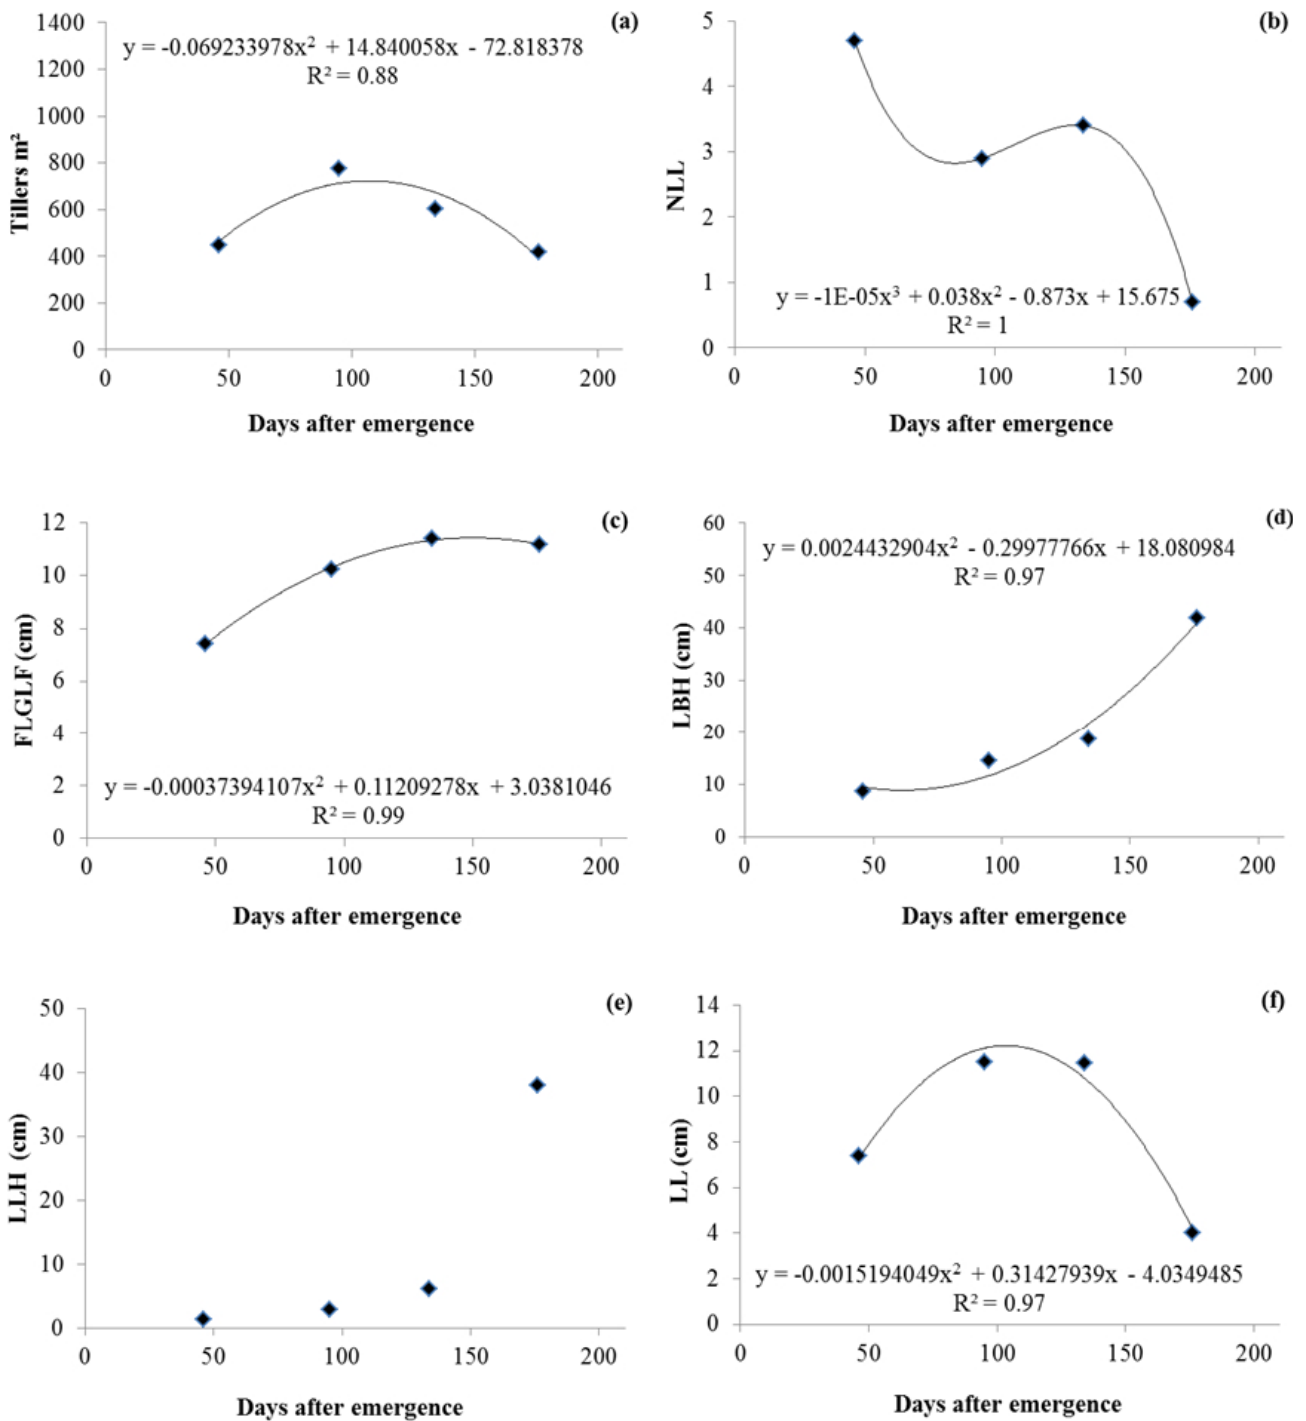 (a)
1400
y = -0.069233978x² + 14.840058x - 72.818378
R² = 0.88
1200
1000
800
600
400
200
0
Tillers m²
0 50 100 150 200
Days after emergence
(b)
5
4
3
2
1
0
NLL
y = -1E-05x³ + 0.038x² - 0.873x + 15.675
R² = 1
0 50 100 150 200
Days after emergence
(c)
12
10
8
6
4
2
0
FLGLF (cm)
y = -0.00037394107x² + 0.11209278x + 3.0381046
R² = 0.99
0 50 100 150 200
Days after emergence
(d)
60
y = 0.0024432904x² - 0.29977766x + 18.080984
R² = 0.97
50
40
30
20
10
0
LBH (cm)
0 50 100 150 200
Days after emergence
(e)
50
40
30
20
10
0
LLH (cm)
0 50 100 150 200
Days after emergence
(f)
14
12
10
8
6
4
2
0
LL (cm)
y = -0.0015194049x² + 0.31427939x - 4.0349485
R² = 0.97
0 50 100 150 200
Days after emergence